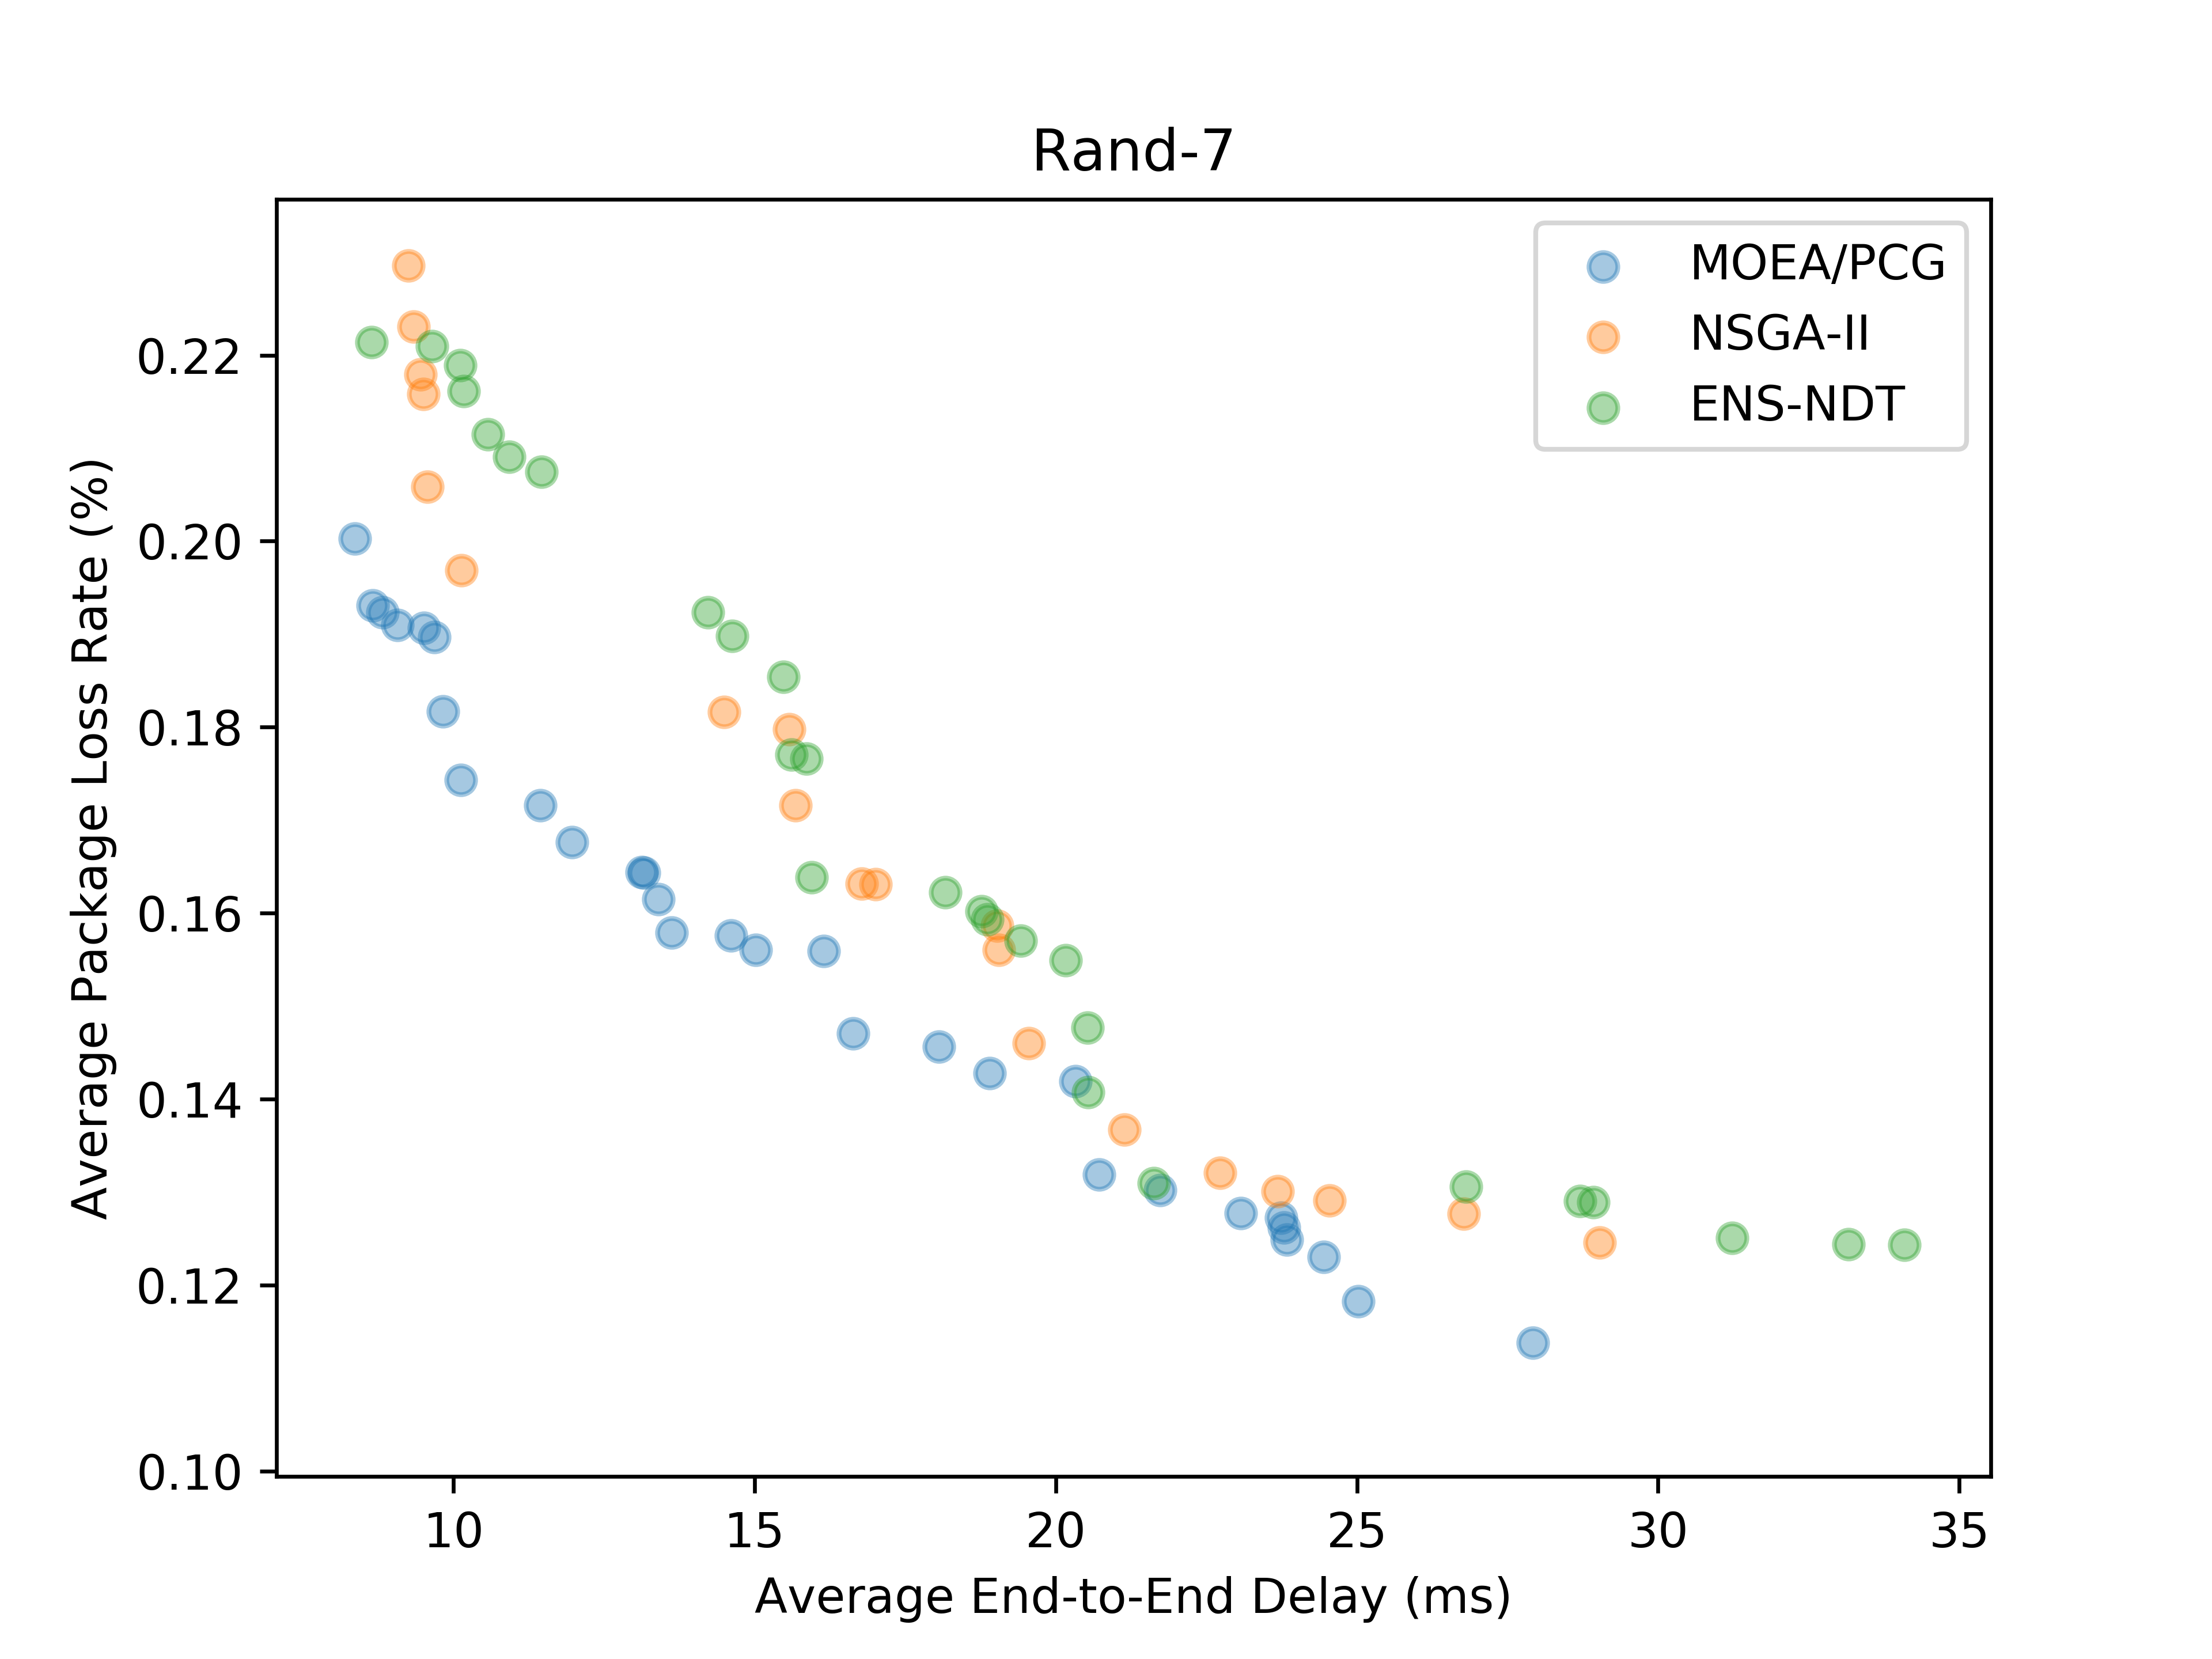 Rand-7
MOEA/PCG
NSGA-II
ENS-NDT
Average Package Loss Rate (%)
0.22
0.20
0.18
0.16
0.14
0.12
0.10
10 15 20 25 30 35
Average End-to-End Delay (ms)